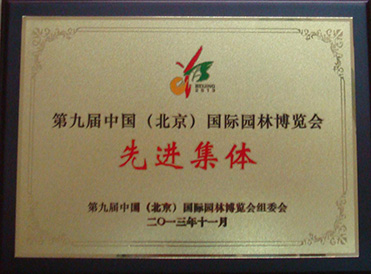 BEIJING
2013
第九届中国（北京）国际园林博览会
先进集体
第九届中国（北京）国际园林博览会组委会
二〇一三年十一月